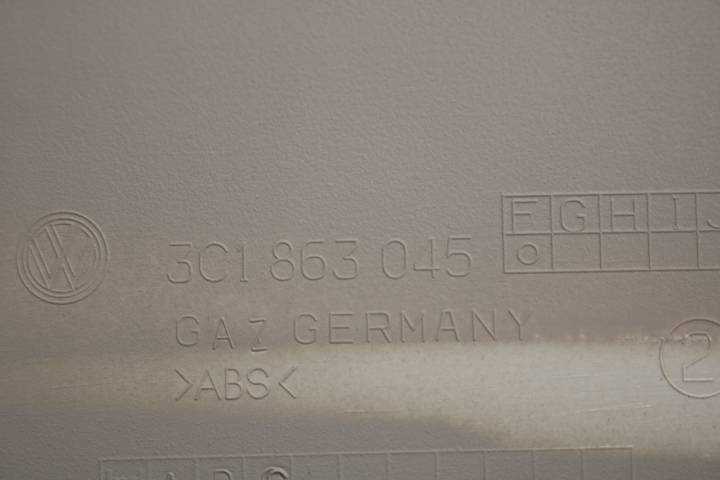 F G H I J
3C1 863 045
GAZ GERMANY
2
>ABS<